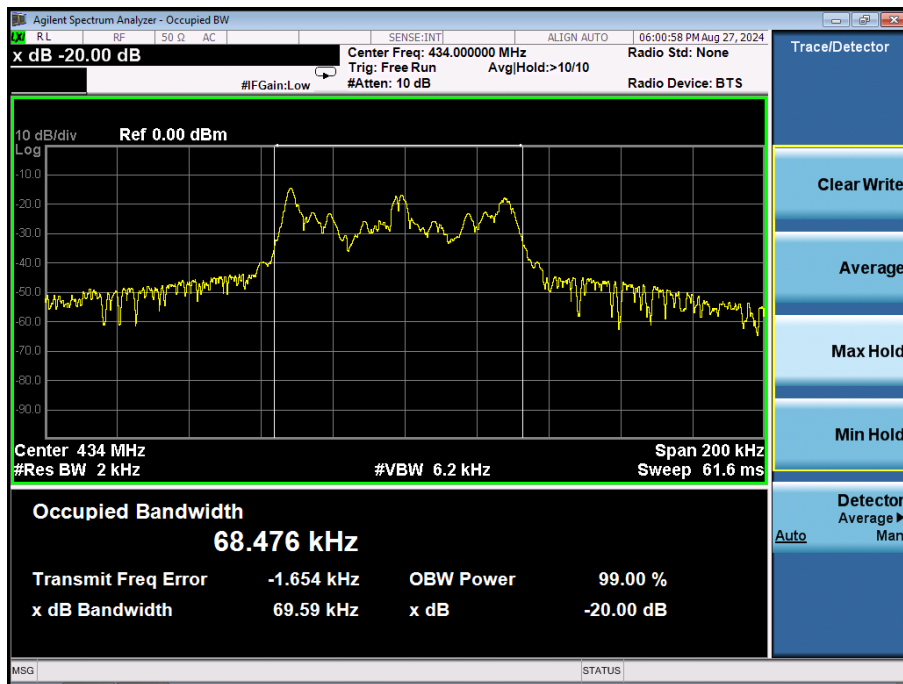 Agilent Spectrum Analyzer - Occupied BW
LXI RL RF 50 Ω AC SENSE:INT ALIGN AUTO 06:00:58 PM Aug 27, 2024
x dB -20.00 dB
Center Freq: 434.000000 MHz
Radio Std: None
Trig: Free Run Avg|Hold:>10/10
#IFGain:Low
#Atten: 10 dB
Radio Device: BTS
10 dB/div Ref 0.00 dBm
Log
-10.0
-20.0
-30.0
-40.0
-50.0
-60.0
-70.0
-80.0
-90.0
Center 434 MHz Span 200 kHz
#Res BW 2 kHz #VBW 6.2 kHz Sweep 61.6 ms
Occupied Bandwidth
68.476 kHz
Transmit Freq Error -1.654 kHz OBW Power 99.00 %
x dB Bandwidth 69.59 kHz x dB -20.00 dB
MSG STATUS
Trace/Detector
Clear Write
Average
Max Hold
Min Hold
Detector
Average▶
Auto Man